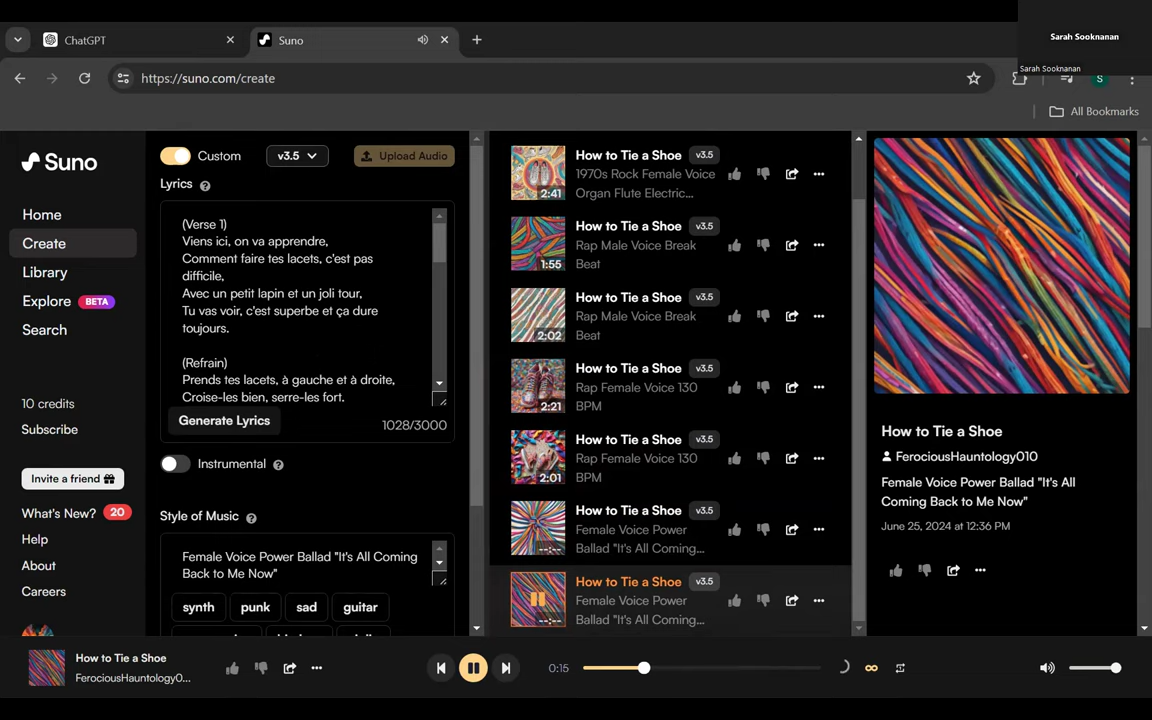 ChatGPT
Suno
Sarah Sooknanan
Sarah Sooknanan
https://suno.com/create
S
All Bookmarks
Suno
Home
Create
Library
Explore BETA
Search
10 credits
Subscribe
Invite a friend
What's New? 20
Help
About
Careers
Custom
v3.5
Upload Audio
Lyrics ?
(Verse 1)
Viens ici, on va apprendre,
Comment faire tes lacets, c'est pas
difficile,
Avec un petit lapin et un joli tour,
Tu vas voir, c'est superbe et ça dure
toujours.
(Refrain)
Prends tes lacets, à gauche et à droite,
Croise-les bien, serre-les fort.
Generate Lyrics
1028/3000
Instrumental ?
Style of Music ?
Female Voice Power Ballad "It's All Coming
Back to Me Now"
synth
punk
sad
guitar
How to Tie a Shoe v3.5
1970s Rock Female Voice
Organ Flute Electric...
2:41
How to Tie a Shoe v3.5
Rap Male Voice Break
Beat
1:55
How to Tie a Shoe v3.5
Rap Male Voice Break
Beat
2:02
How to Tie a Shoe v3.5
Rap Female Voice 130
BPM
2:21
How to Tie a Shoe v3.5
Rap Female Voice 130
BPM
2:01
How to Tie a Shoe v3.5
Female Voice Power
Ballad "It's All Coming...
--:--
How to Tie a Shoe v3.5
Female Voice Power
Ballad "It's All Coming...
--:--
How to Tie a Shoe
FerociousHauntology010
Female Voice Power Ballad "It's All
Coming Back to Me Now"
June 25, 2024 at 12:36 PM
How to Tie a Shoe
FerociousHauntologyO...
0:15